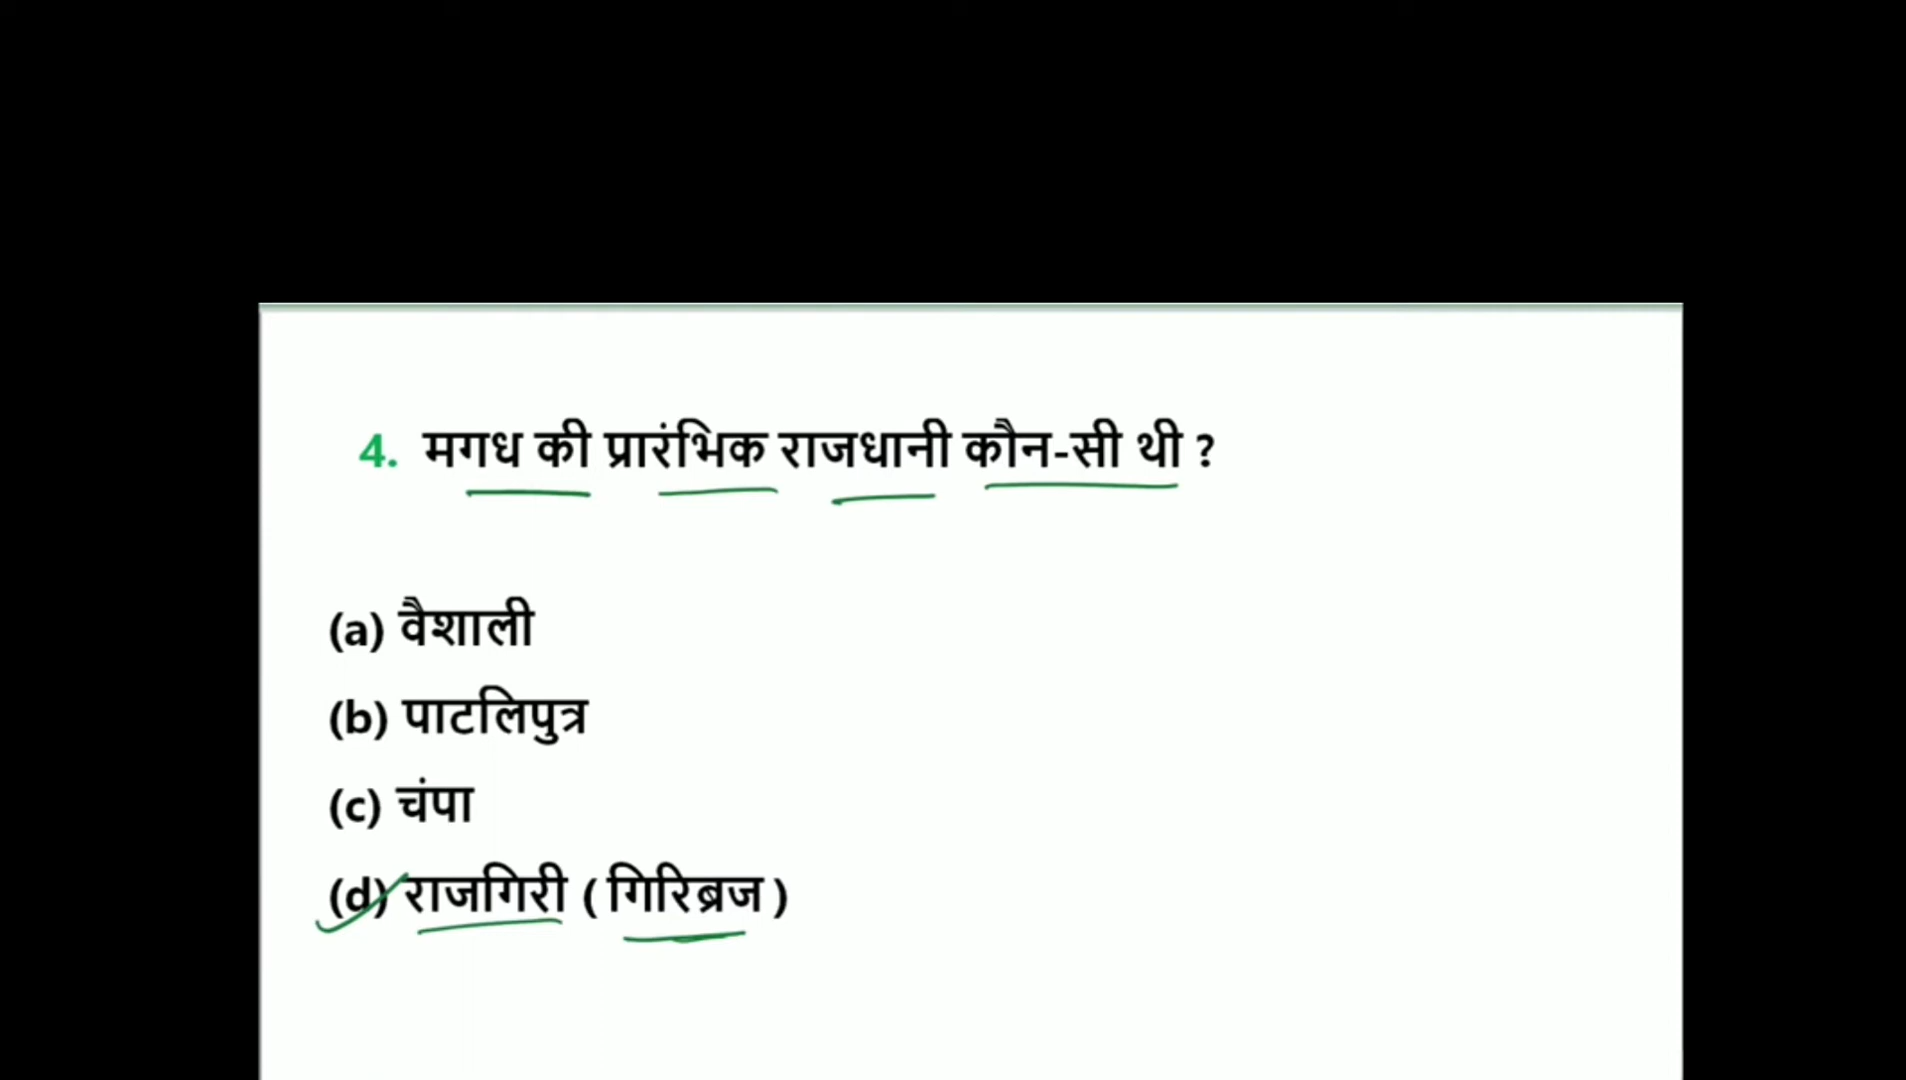 4. मगध की प्रारंभिक राजधानी कौन-सी थी ?
(a) वैशाली
(b) पाटलिपुत्र
(c) चंपा
(d) राजगिरी ( गिरिब्रज )